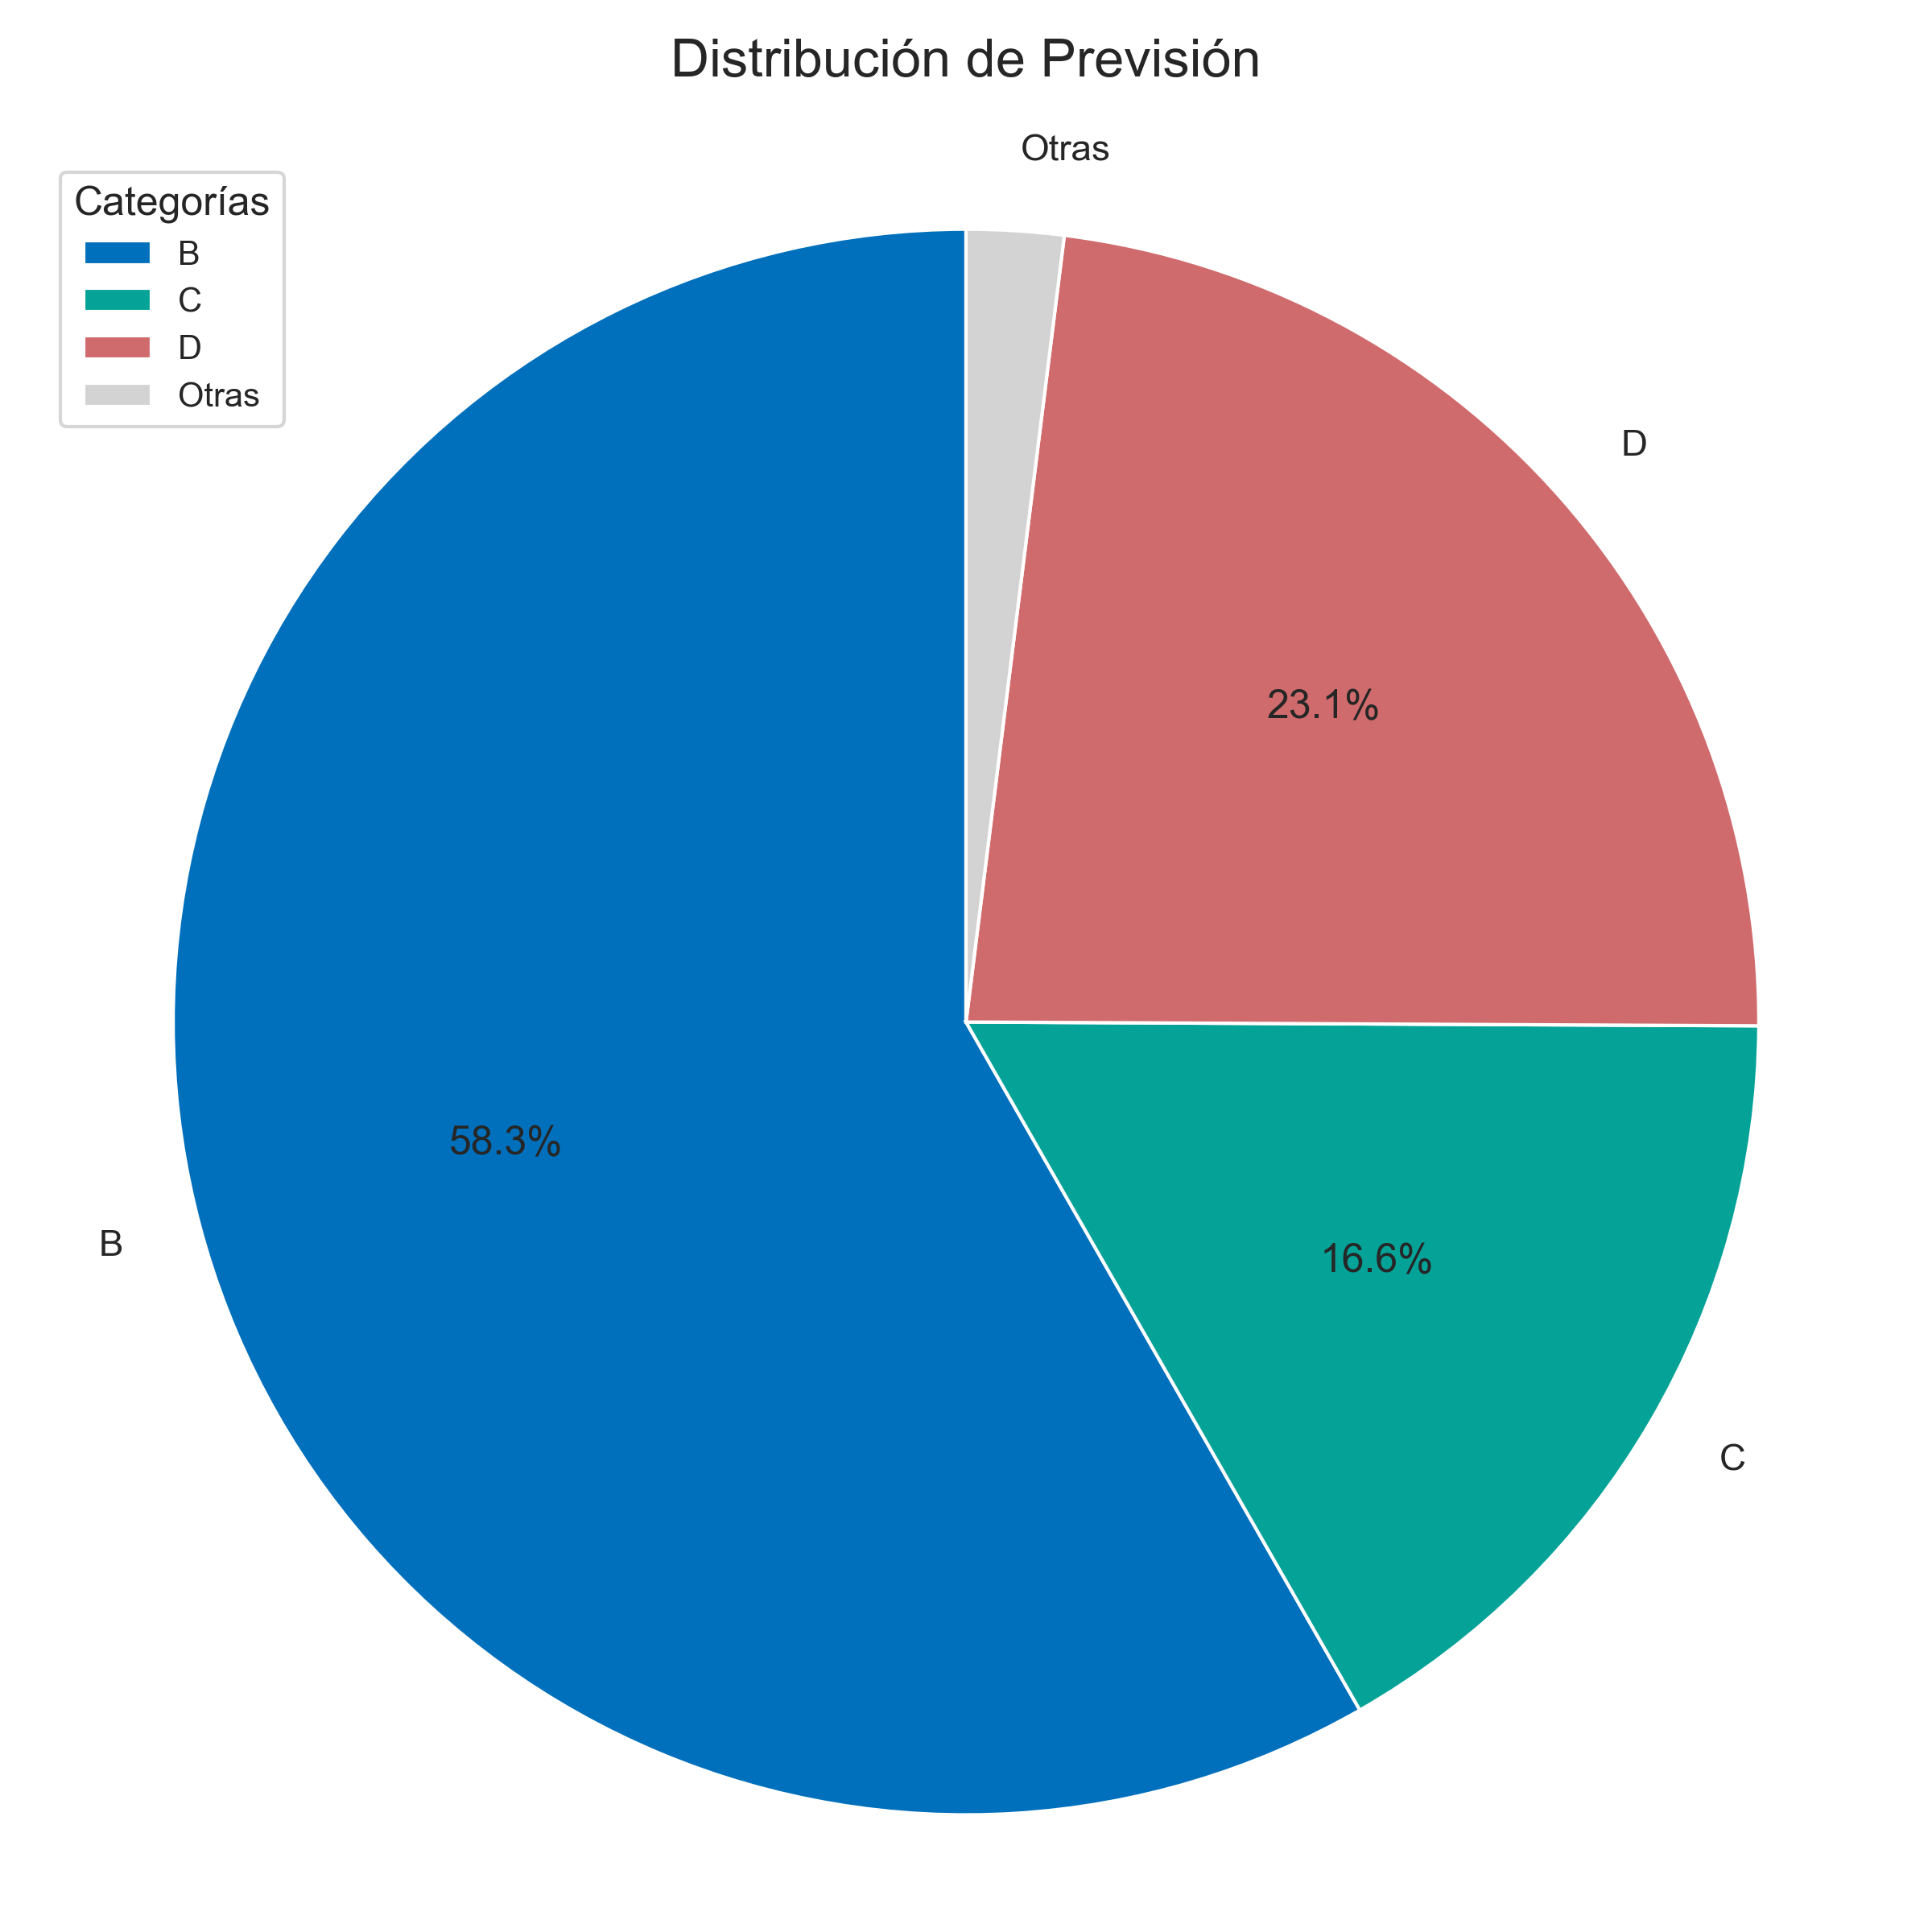 Distribución de Previsión
Otras
Categorías
B
C
D
Otras
D
23.1%
58.3%
B
16.6%
C